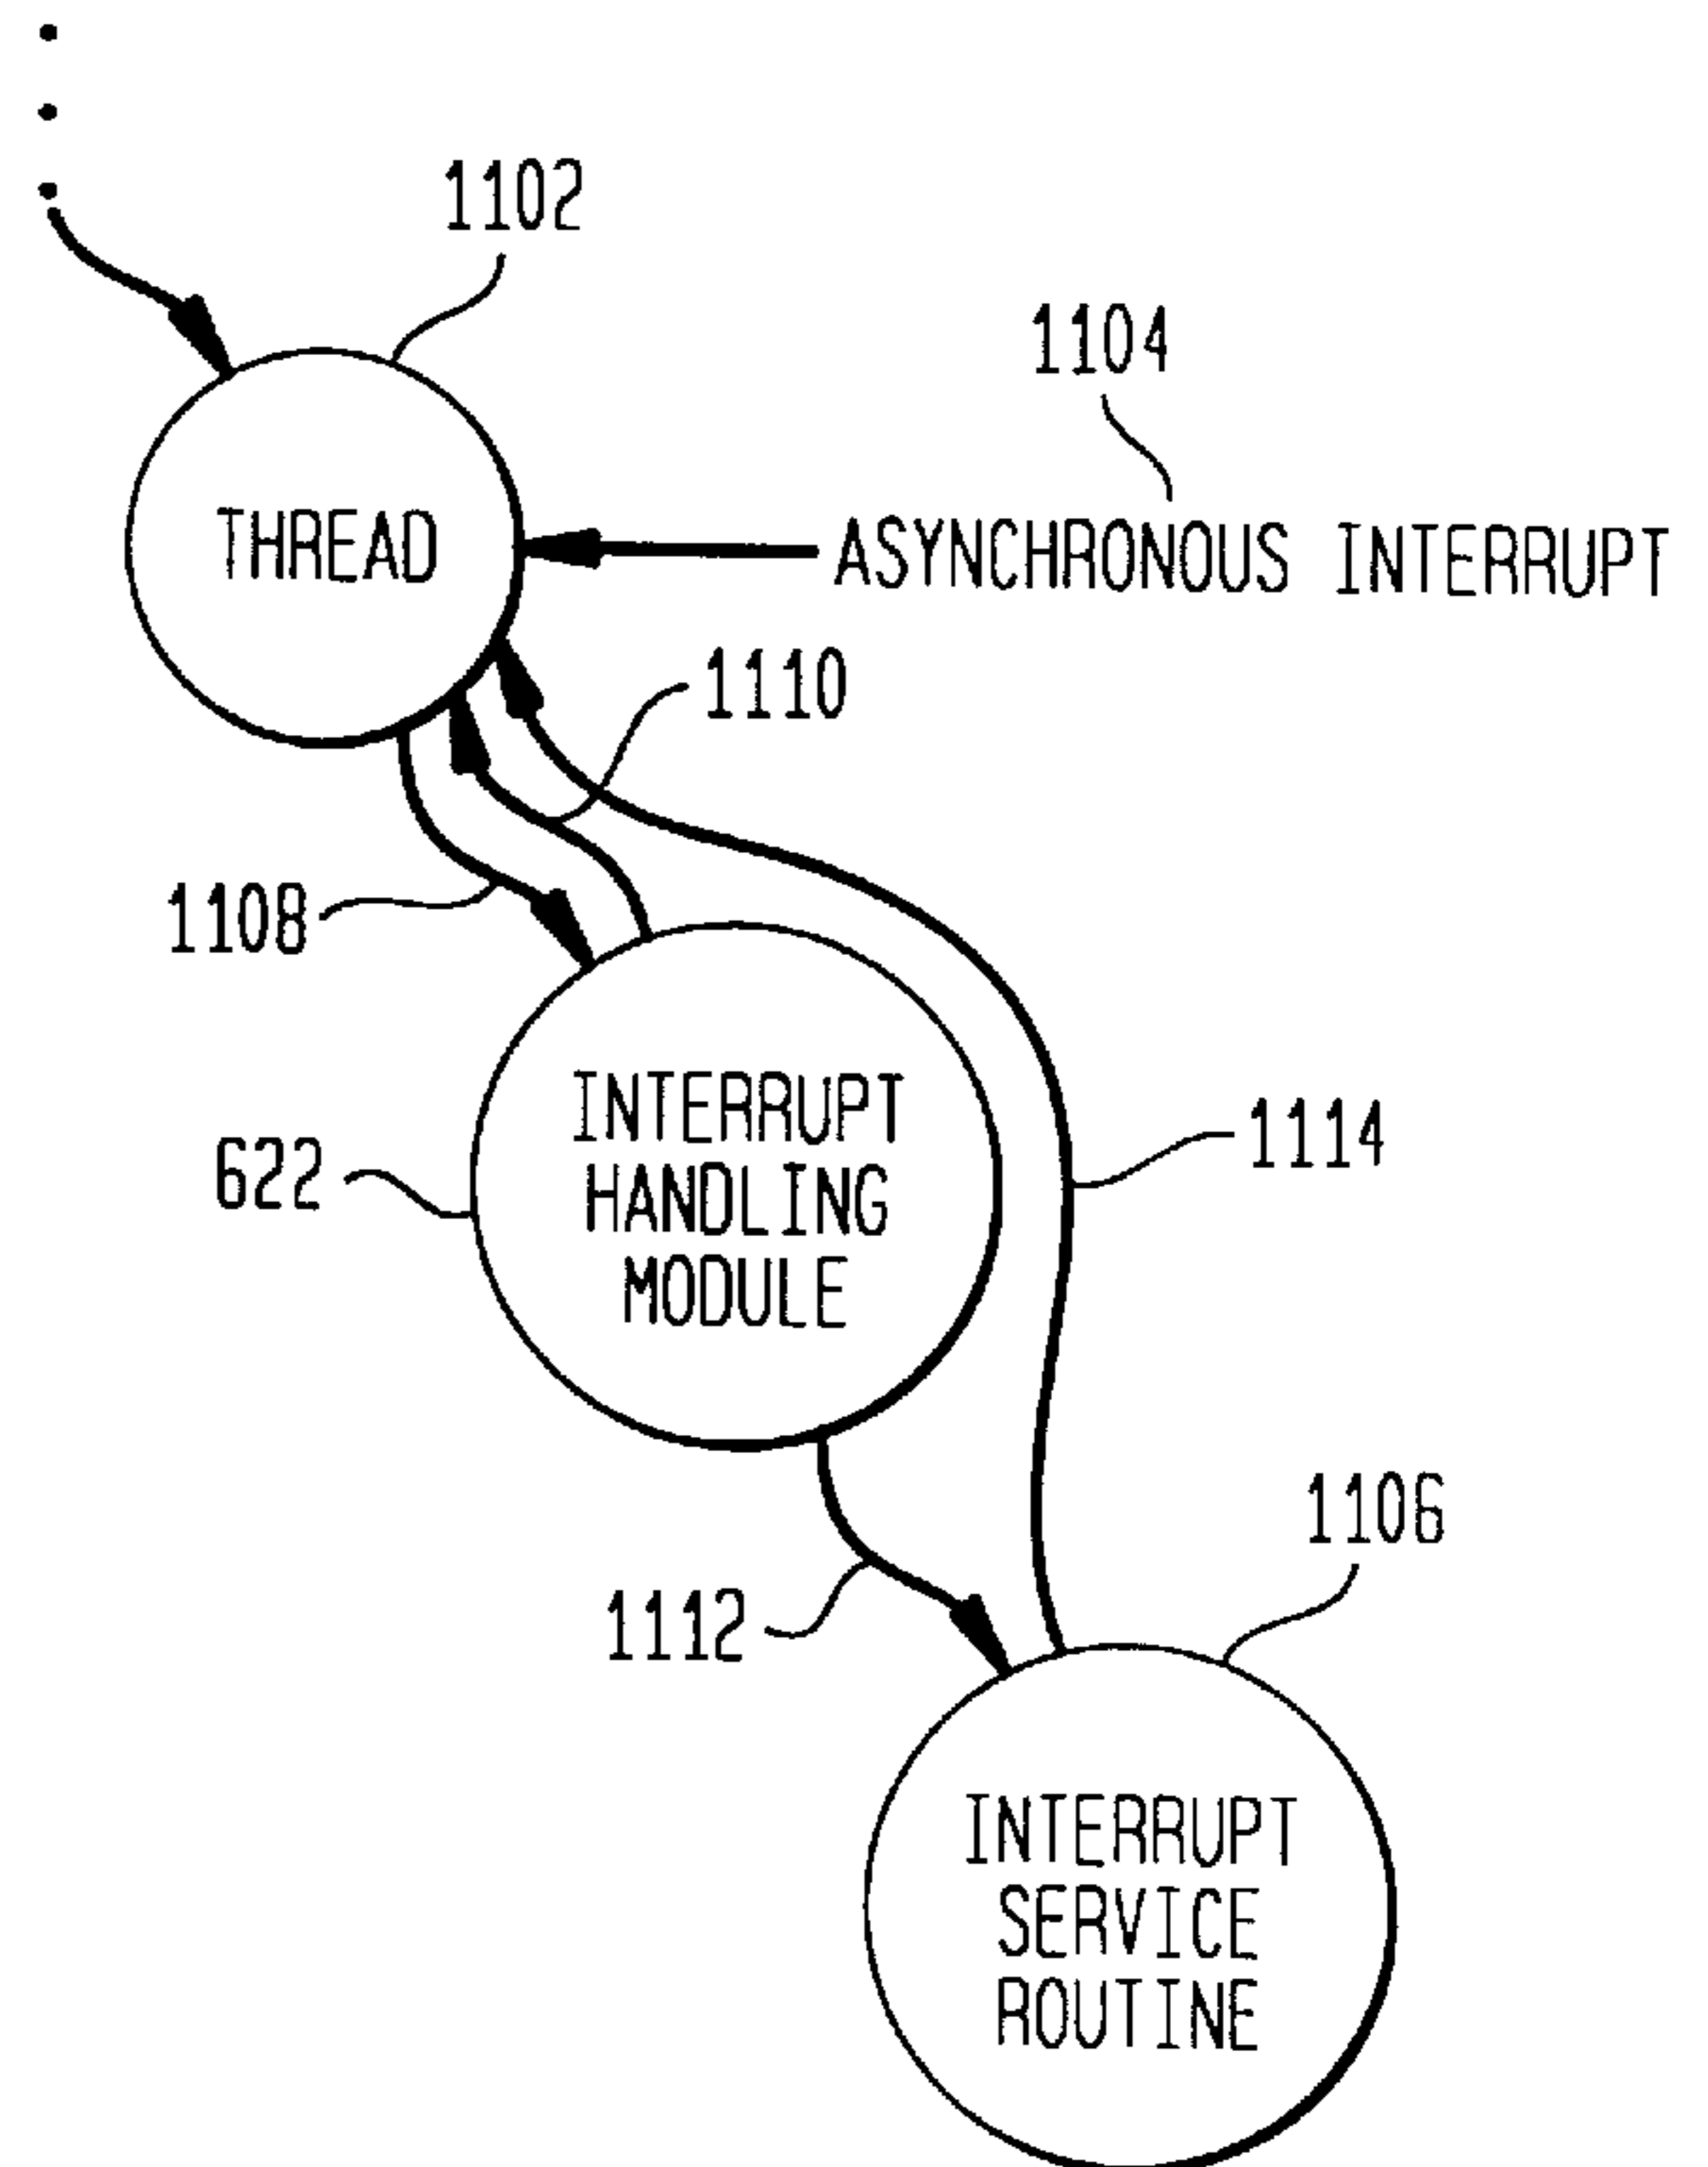 1102
1104
THREAD
ASYNCHRONOUS INTERRUPT
1110
1108
INTERRUPT
HANDLING
MODULE
622
1114
1112
1106
INTERRUPT
SERVICE
ROUTINE